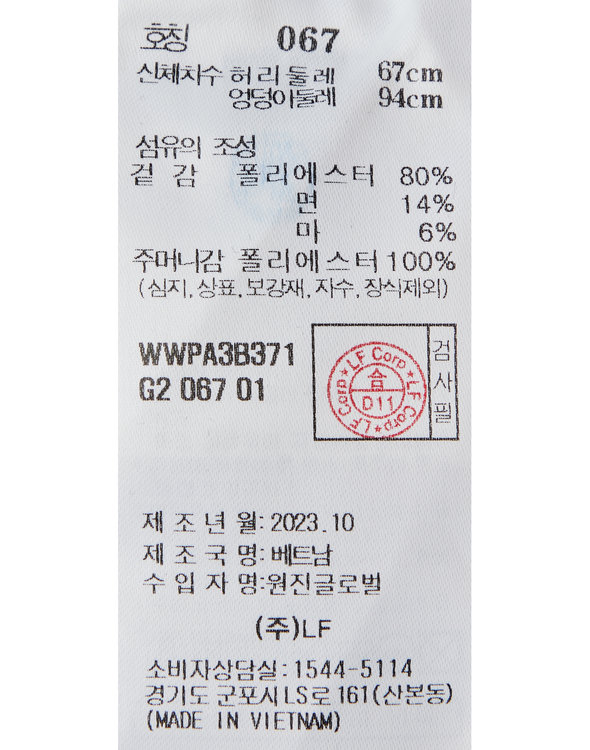 호칭 067
신체치수 허리둘레 67cm
엉덩이둘레 94cm
섬유의 조성
겉감 폴리에스터 80%
면 14%
마 6%
주머니감 폴리에스터 100%
(심지,상표,보강재,자수,장식제외)
WWPA3B371
G2 067 01
LF Corp★LF Corp★LF Corp★
合
D11
검사필
제조년월: 2023.10
제조국명: 베트남
수입자명:원진글로벌
(주)LF
소비자상담실:1544-5114
경기도 군포시 LS로 161(산본동)
(MADE IN VIETNAM)